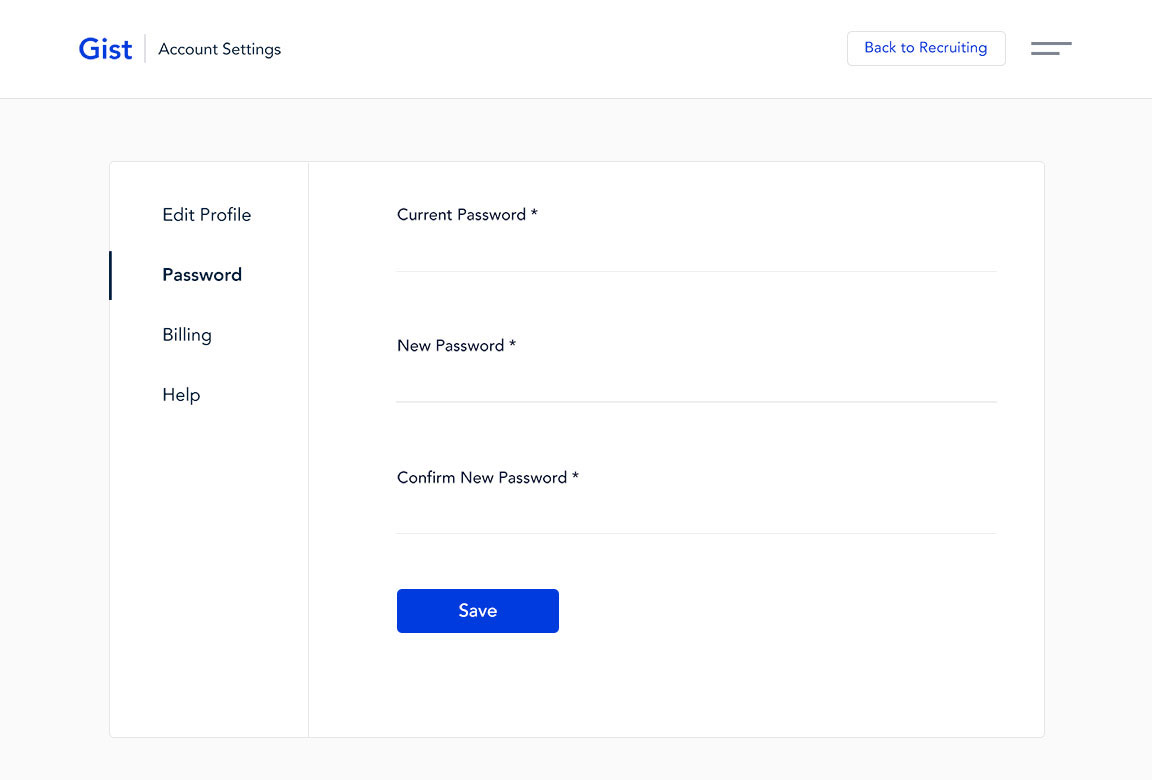 Gist
Account Settings
Back to Recruiting
Edit Profile
Password
Billing
Help
Current Password *
New Password *
Confirm New Password *
Save